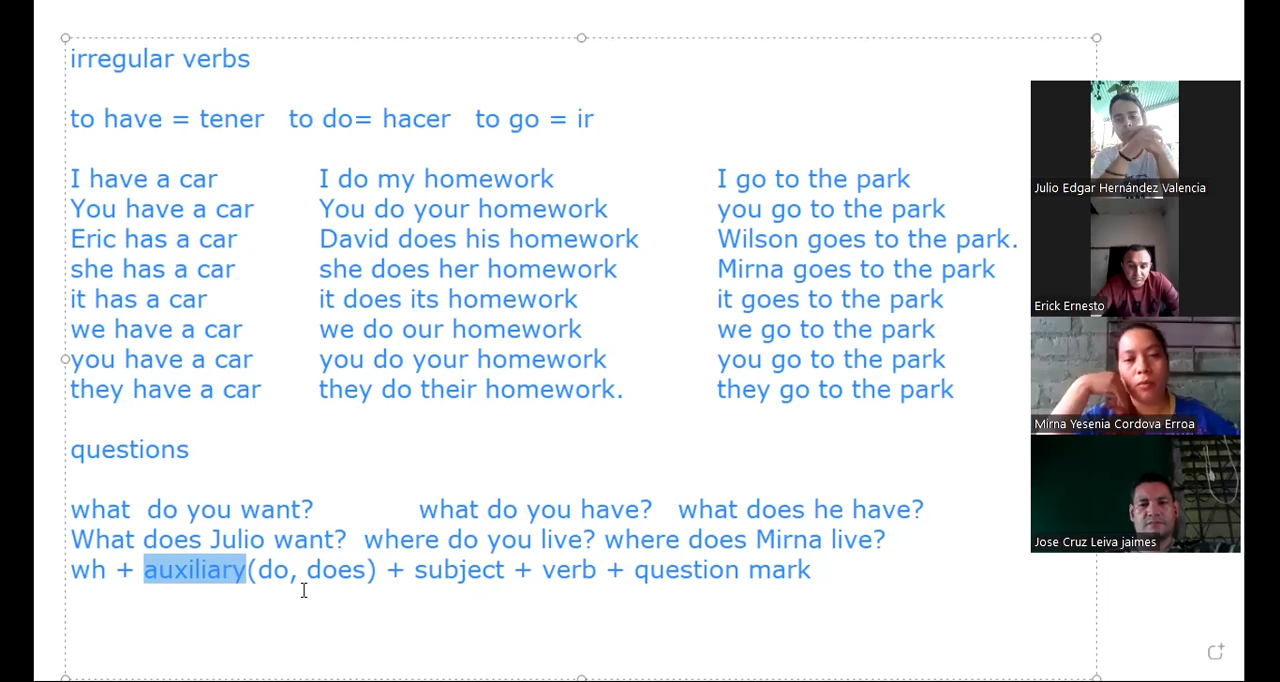 irregular verbs
to have = tener to do= hacer to go = ir
I have a car I do my homework I go to the park
You have a car You do your homework you go to the park
Eric has a car David does his homework Wilson goes to the park.
she has a car she does her homework Mirna goes to the park
it has a car it does its homework it goes to the park
we have a car we do our homework we go to the park
you have a car you do your homework you go to the park
they have a car they do their homework. they go to the park
questions
what do you want? what do you have? what does he have?
What does Julio want? where do you live? where does Mirna live?
wh + auxiliary(do, does) + subject + verb + question mark
Julio Edgar Hernández Valencia
Erick Ernesto
Mirna Yesenia Cordova Erroa
Jose Cruz Leiva jaimes